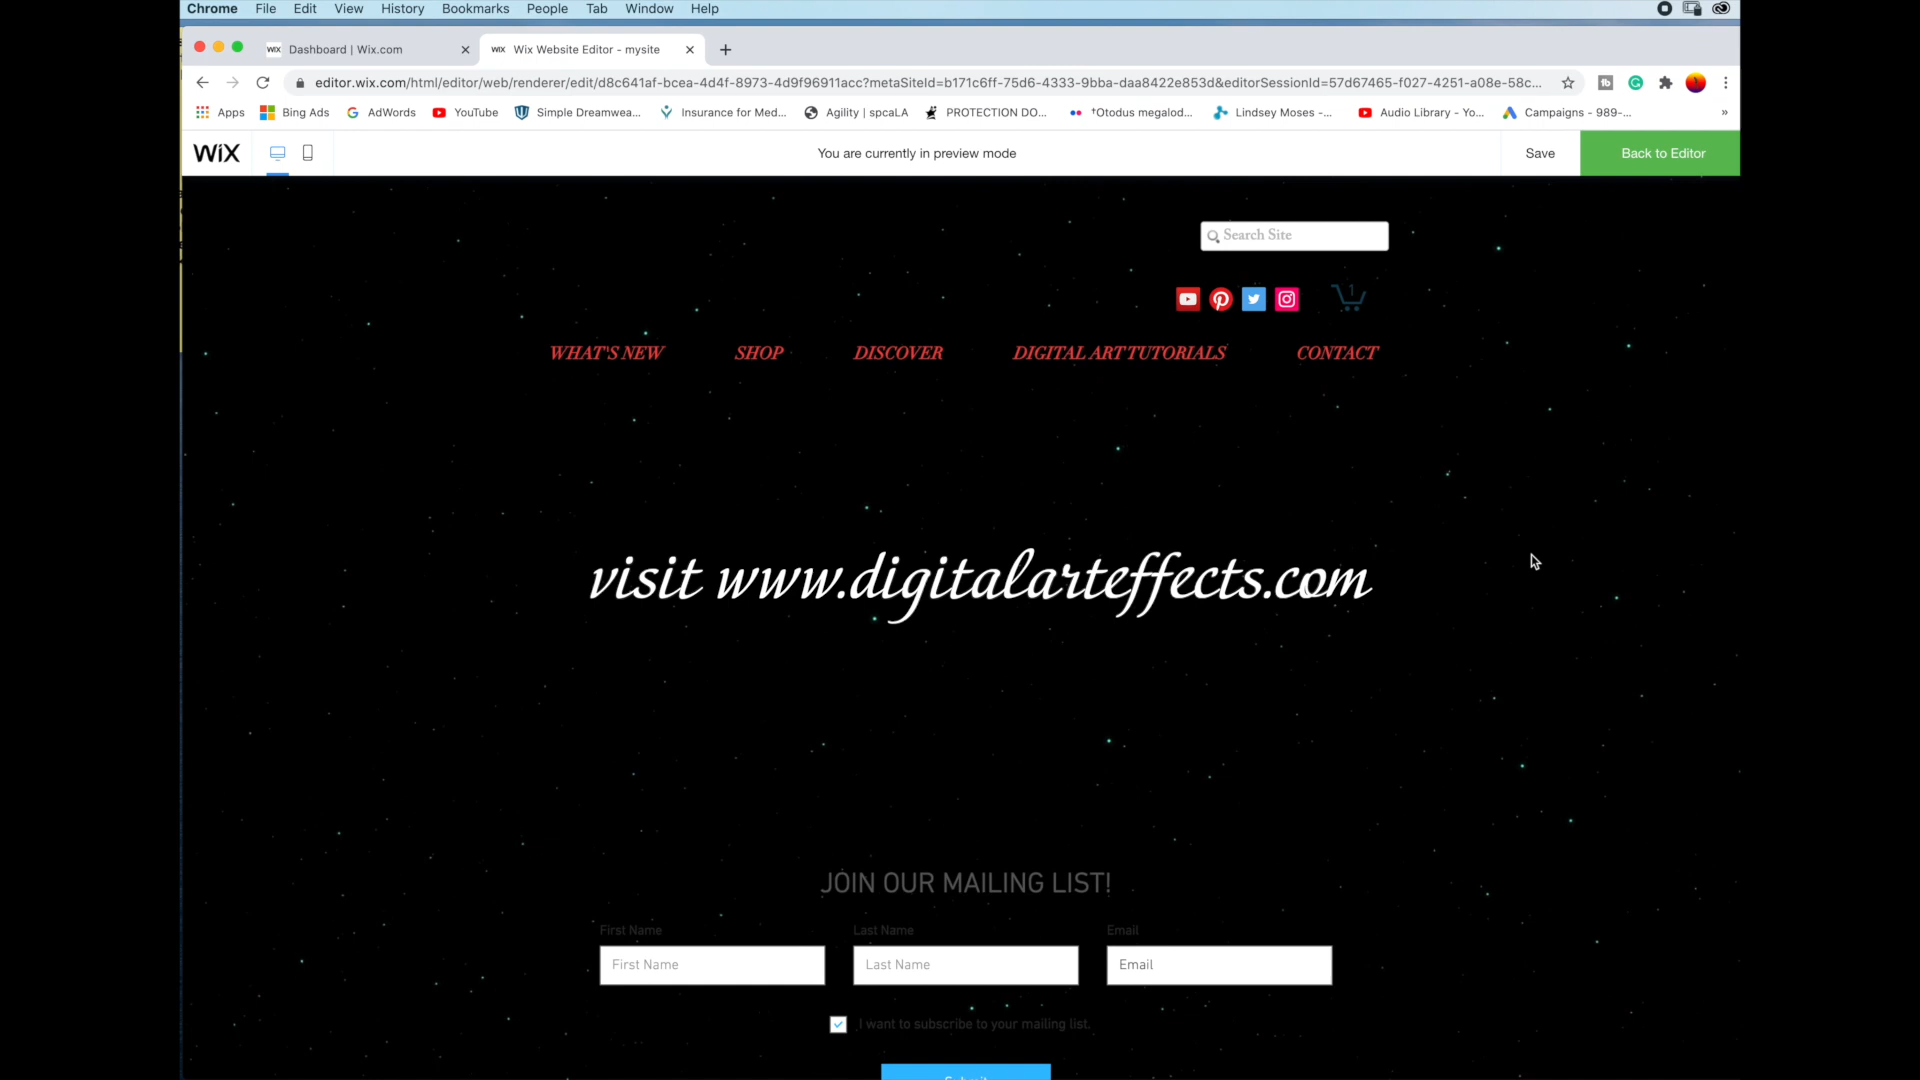 Chrome File Edit View History Bookmarks People Tab Window Help
WIX Dashboard | Wix.com
WIX Wix Website Editor - mysite
editor.wix.com/html/editor/web/renderer/edit/d8c641af-bcea-4d4f-8973-4d9f96911acc?metaSiteId=b171c6ff-75d6-4333-9bba-daa8422e853d&editorSessionId=57d67465-f027-4251-a08e-58c...
Apps Bing Ads AdWords YouTube Simple Dreamwea... Insurance for Med... Agility | spcaLA PROTECTION DO... †Otodus megalod... Lindsey Moses -... Audio Library - Yo... Campaigns - 989-... »
WiX You are currently in preview mode Save Back to Editor
Search Site
1
WHAT'S NEW SHOP DISCOVER DIGITAL ART TUTORIALS CONTACT
visit www.digitalarteffects.com
JOIN OUR MAILING LIST!
First Name Last Name Email
First Name Last Name Email
I want to subscribe to your mailing list.